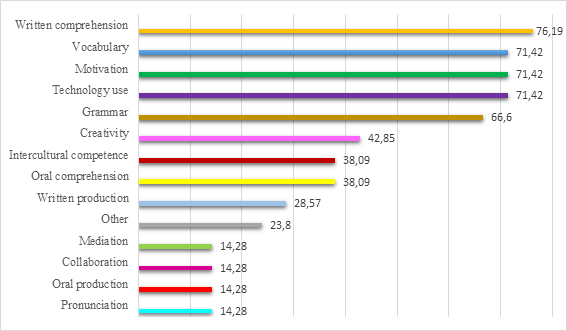 Written comprehension 76,19
Vocabulary 71,42
Motivation 71,42
Technology use 71,42
Grammar 66,6
Creativity 42,85
Intercultural competence 38,09
Oral comprehension 38,09
Written production 28,57
Other 23,8
Mediation 14,28
Collaboration 14,28
Oral production 14,28
Pronunciation 14,28